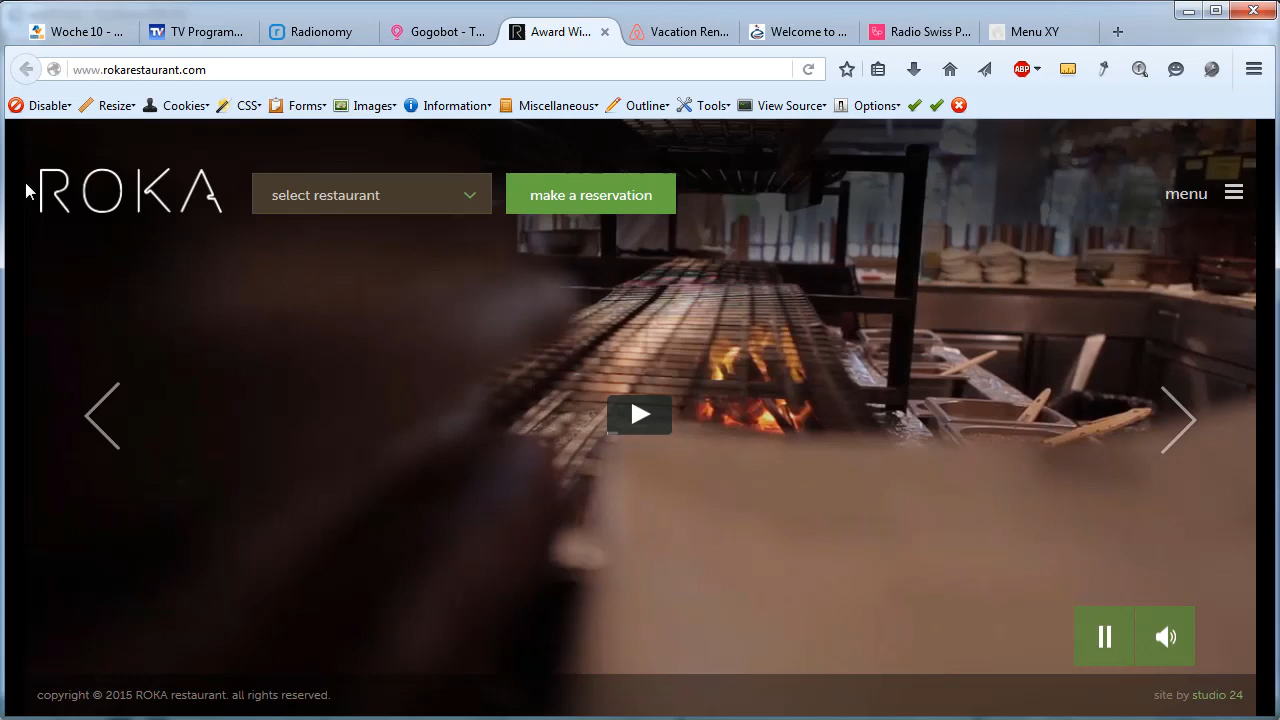 Woche 10 - ...
TV Program...
Radionomy
Gogobot - T...
Award Wi...
Vacation Ren...
Welcome to ...
Radio Swiss P...
Menu XY
www.rokarestaurant.com
ABP
Disable
Resize
Cookies
CSS
Forms
Images
Information
Miscellaneous
Outline
Tools
View Source
Options
ROKA
select restaurant
make a reservation
menu
copyright © 2015 ROKA restaurant. all rights reserved.
site by studio 24